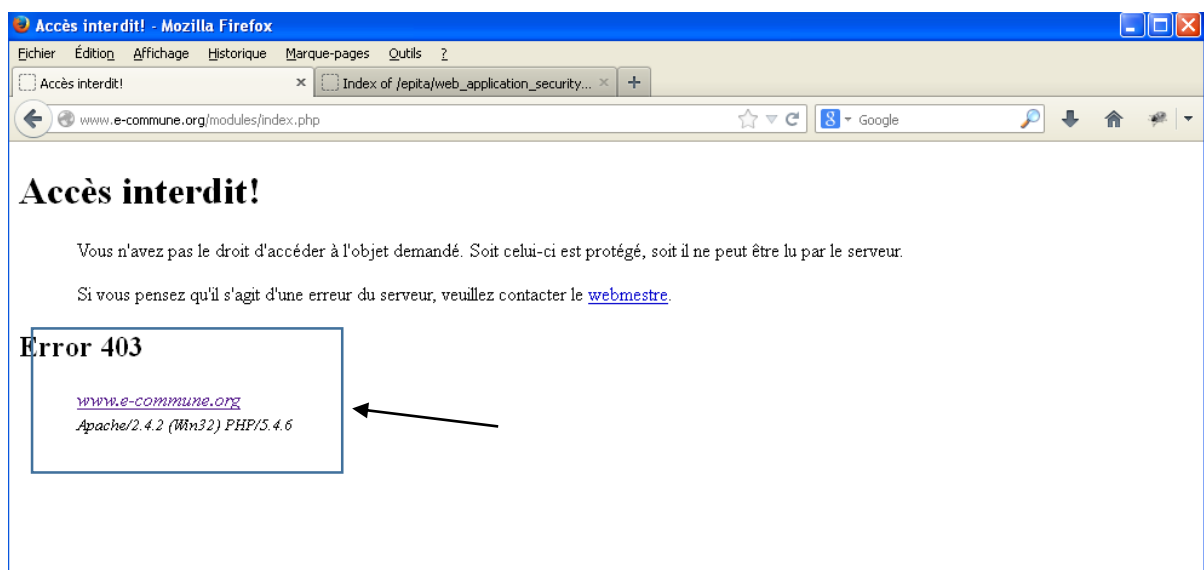 Accès interdit! - Mozilla Firefox
Fichier Édition Affichage Historique Marque-pages Outils ?
Accès interdit! × Index of /epita/web_application_security... × +
www.e-commune.org/modules/index.php 8 Google
Accès interdit!
Vous n'avez pas le droit d'accéder à l'objet demandé. Soit celui-ci est protégé, soit il ne peut être lu par le serveur.
Si vous pensez qu'il s'agit d'une erreur du serveur, veuillez contacter le webmestre.
Error 403
www.e-commune.org
Apache/2.4.2 (Win32) PHP/5.4.6